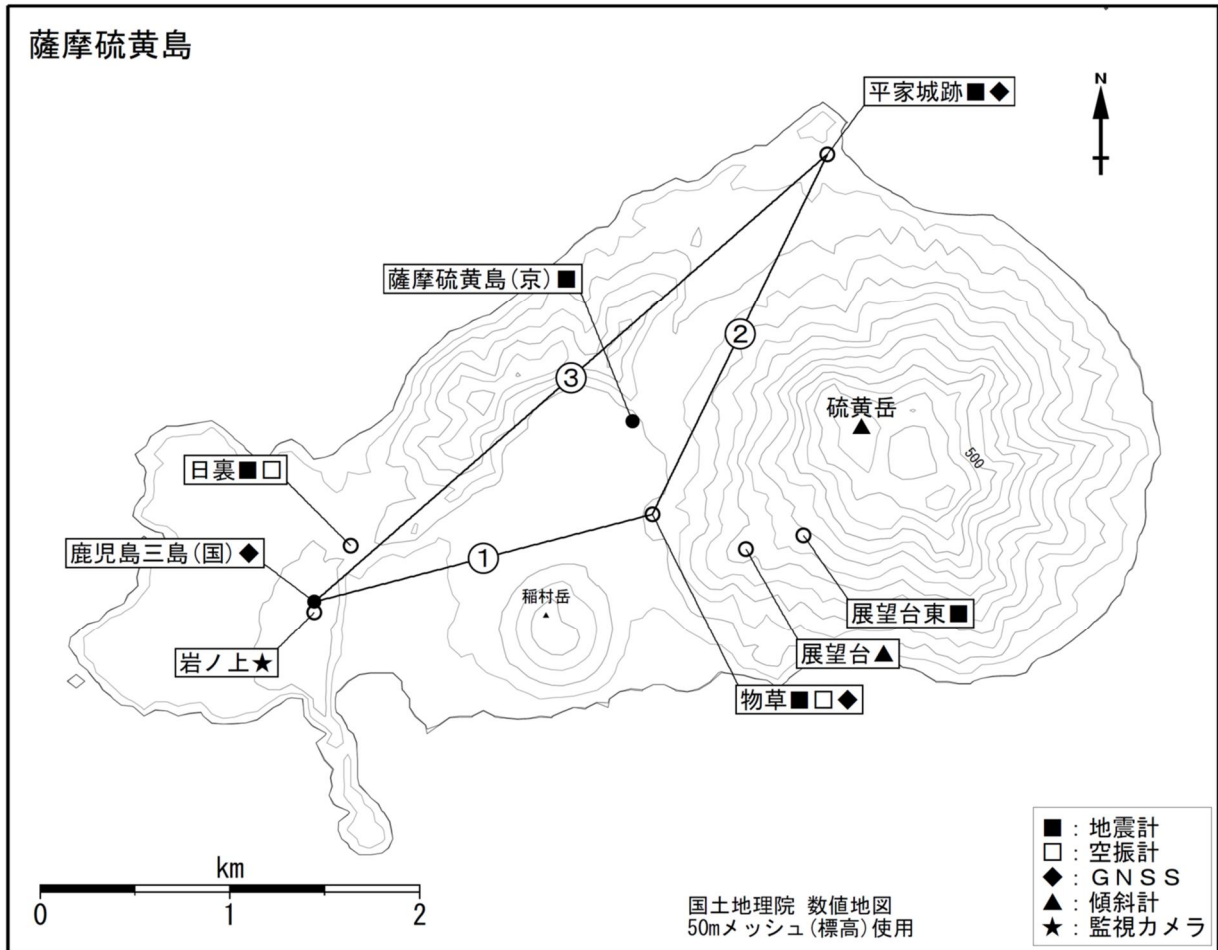 薩摩硫黄島
平家城跡■◆
N
薩摩硫黄島(京)■
②
③
硫黄岳
▲
500
日裏■□
鹿児島三島(国)◆
①
稲村岳
▲
展望台東■
岩ノ上★
展望台▲
物草■□◆
km
0 1 2
国土地理院 数値地図
50mメッシュ(標高)使用
■：地震計
□：空振計
◆：ＧＮＳＳ
▲：傾斜計
★：監視カメラ